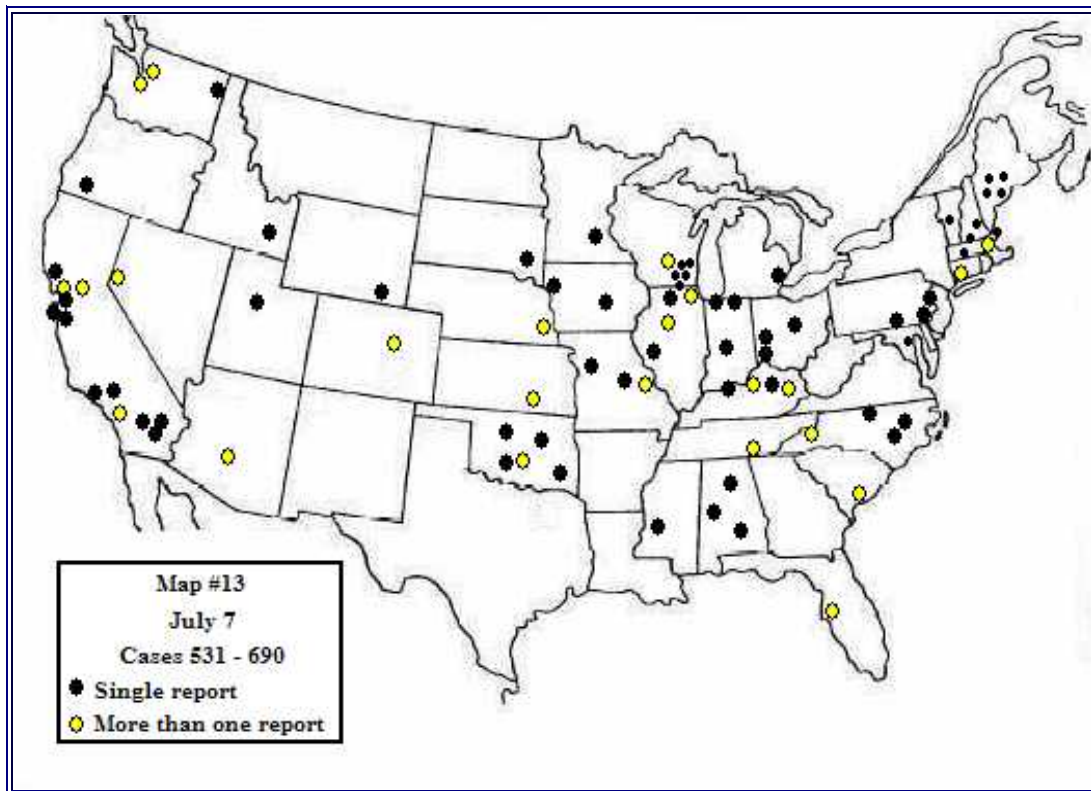 Map #13
July 7
Cases 531 - 690
Single report
More than one report